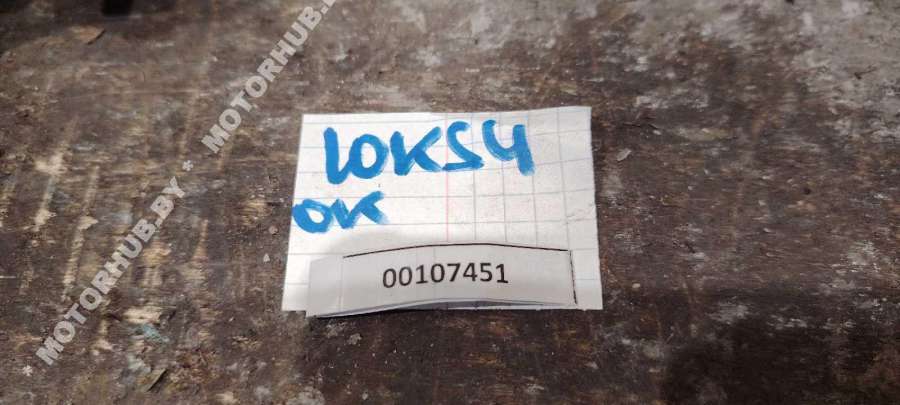 MOTORHUB.BY * MOTORHUB.BY
10KS4
OK
00107451